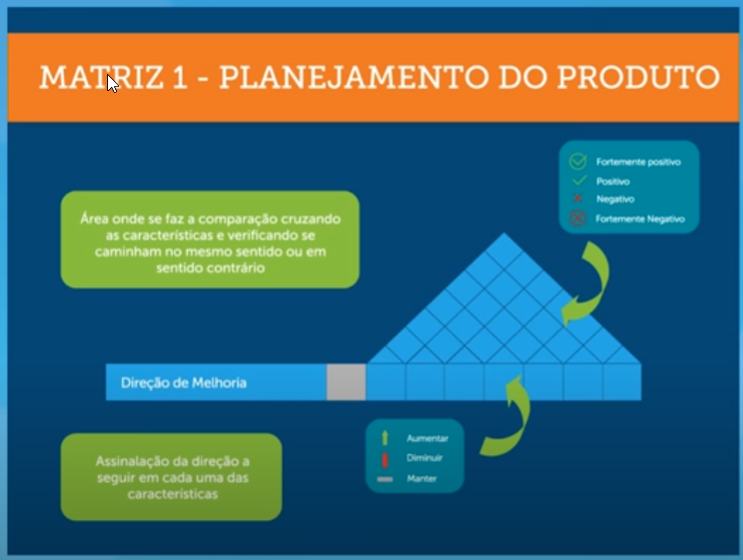 MATRIZ 1 - PLANEJAMENTO DO PRODUTO
Fortemente positivo
Positivo
Negativo
Fortemente Negativo
Área onde se faz a comparação cruzando
as características e verificando se
caminham no mesmo sentido ou em
sentido contrário
Direção de Melhoria
Assinalação da direção a
seguir em cada uma das
características
Aumentar
Diminuir
Manter